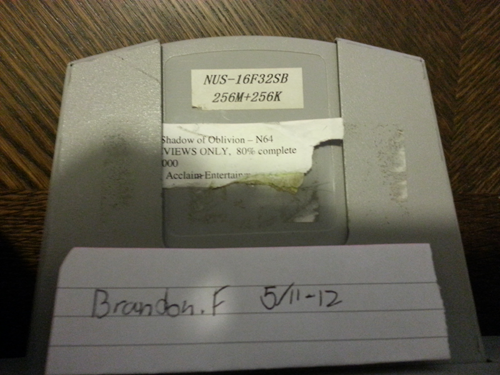 NUS-16F32SB
256M+256K
Shadow of Oblivion – N64
VIEWS ONLY, 80% complete
000
Acclaim Entertain
Brandon.F 5/11-12